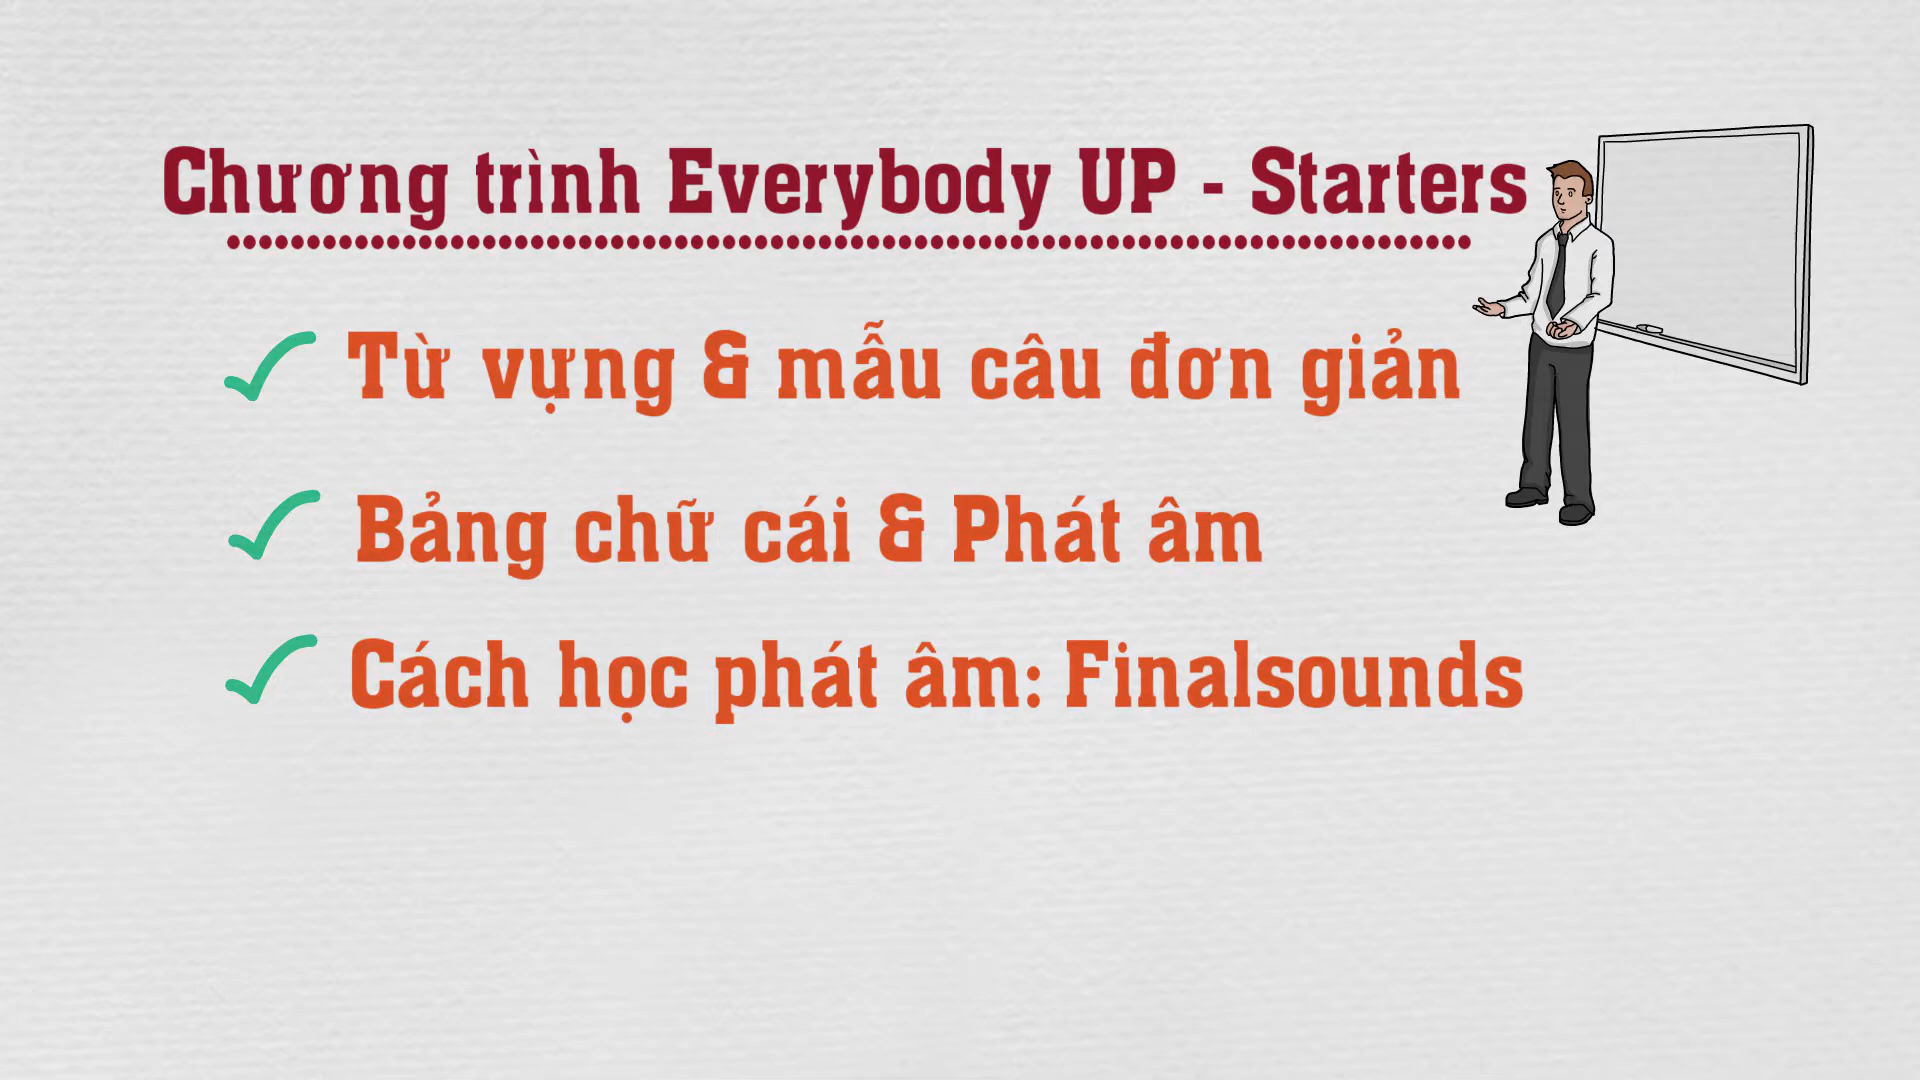 Chương trình Everybody UP - Starters
Từ vựng & mẫu câu đơn giản
Bảng chữ cái & Phát âm
Cách học phát âm: Finalsounds